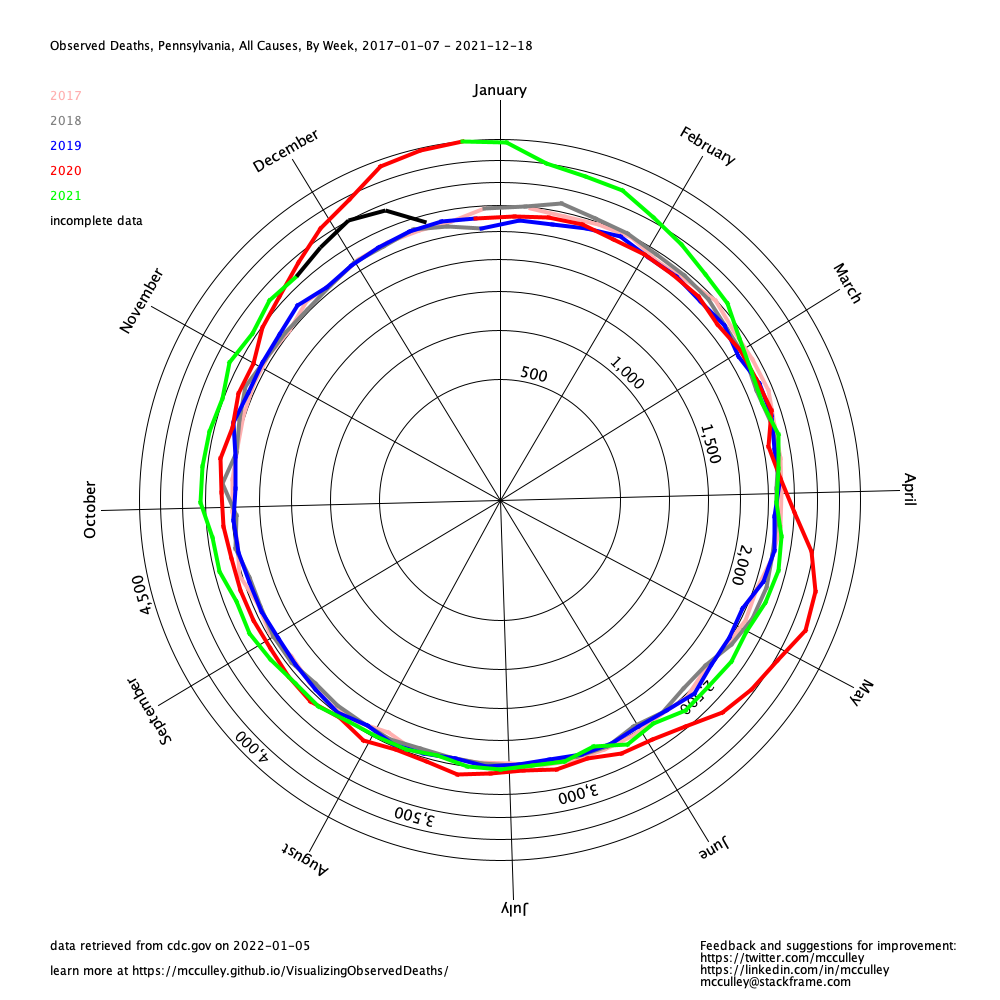 Observed Deaths, Pennsylvania, All Causes, By Week, 2017-01-07 - 2021-12-18
January
2017
2018
2019
2020
2021
incomplete data
December
February
November
March
500
1,000
1,500
October
April
2,000
4,500
2,500
May
September
4,000
3,500
3,000
August
June
July
data retrieved from cdc.gov on 2022-01-05
learn more at https://mcculley.github.io/VisualizingObservedDeaths/
Feedback and suggestions for improvement:
https://twitter.com/mcculley
https://linkedin.com/in/mcculley
mcculley@stackframe.com